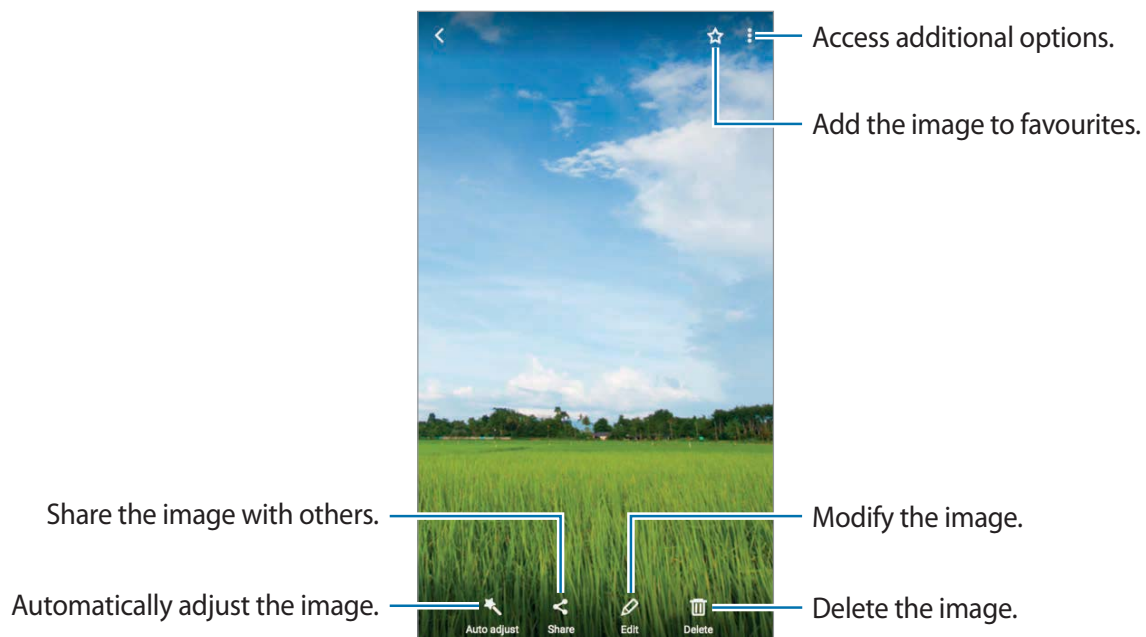 Access additional options.
Add the image to favourites.
Share the image with others.
Modify the image.
Automatically adjust the image.
Delete the image.
Auto adjust Share Edit Delete